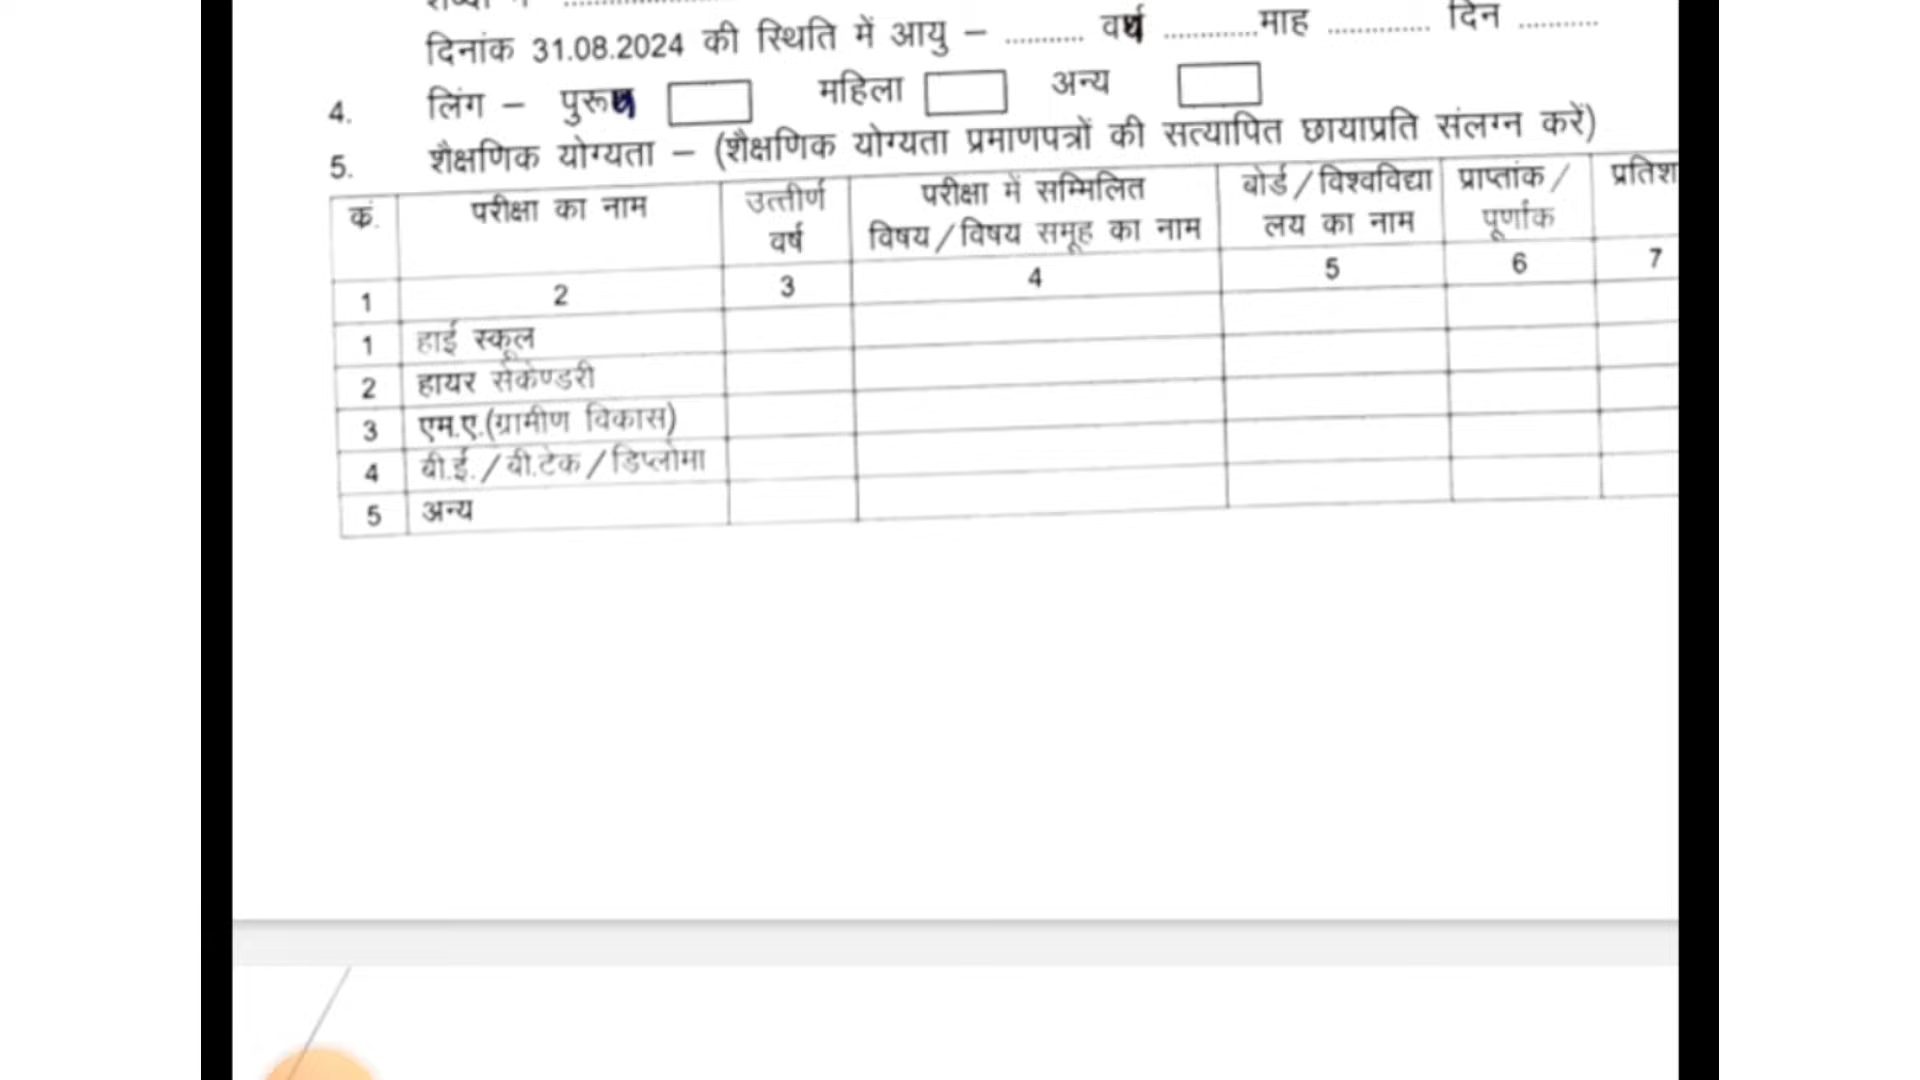 दिनांक 31.08.2024 की स्थिति में आयु – ........... वर्ष .............माह .............. दिन ...........
4. लिंग – पुरूष महिला अन्य
5. शैक्षणिक योग्यता – (शैक्षणिक योग्यता प्रमाणपत्रों की सत्यापित छायाप्रति संलग्न करें)
क्रं. परीक्षा का नाम उत्तीर्ण परीक्षा में सम्मिलित बोर्ड/विश्वविद्या प्राप्तांक/ प्रतिश
वर्ष विषय/विषय समूह का नाम लय का नाम पूर्णांक
1 2 3 4 5 6 7
1 हाई स्कूल
2 हायर सेकेण्डरी
3 एम.ए.(ग्रामीण विकास)
4 बी.ई./बी.टेक/डिप्लोमा
5 अन्य